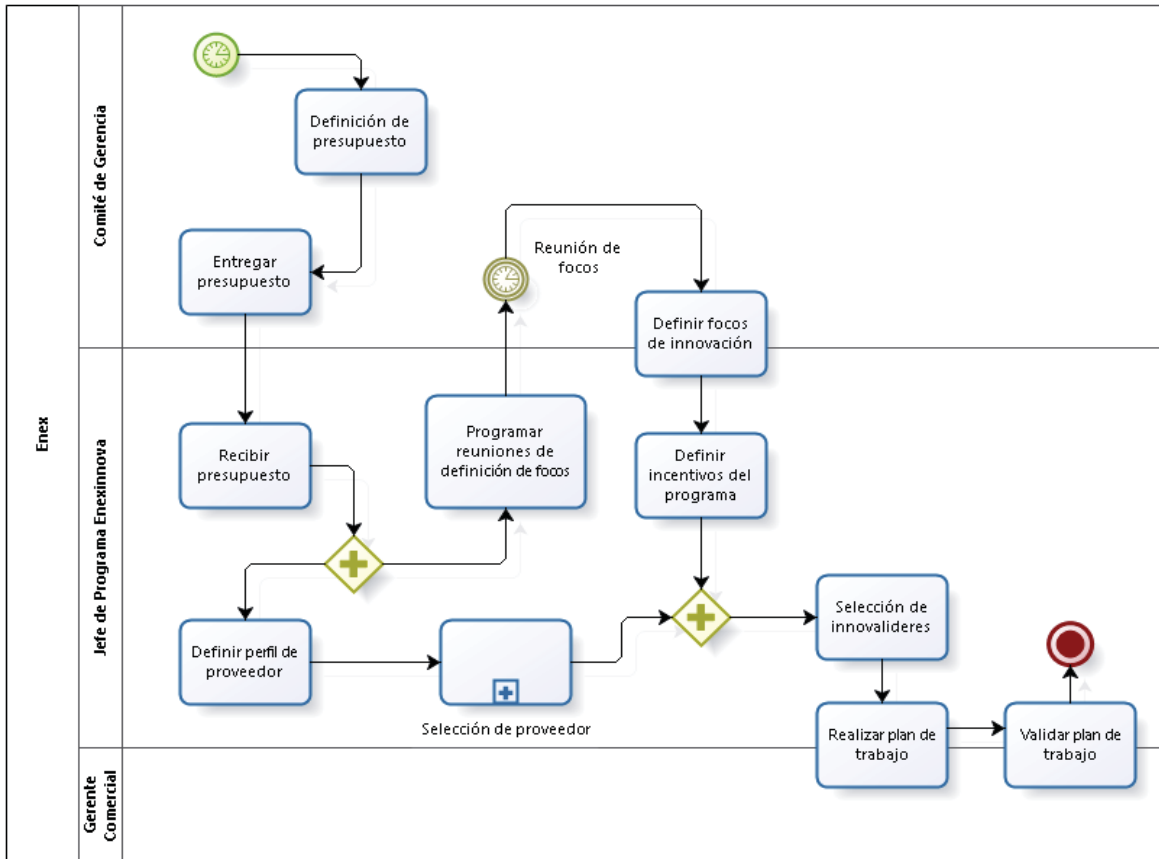 Enex
Comité de Gerencia
Definición de
presupuesto
Entregar
presupuesto
Reunión de
focos
Definir focos
de innovación
Jefe de Programa Enexinnova
Recibir
presupuesto
Programar
reuniones de
definición de focos
Definir
incentivos del
programa
Definir perfil de
proveedor
Selección de proveedor
Selección de
innovalideres
Realizar plan de
trabajo
Validar plan de
trabajo
Gerente
Comercial